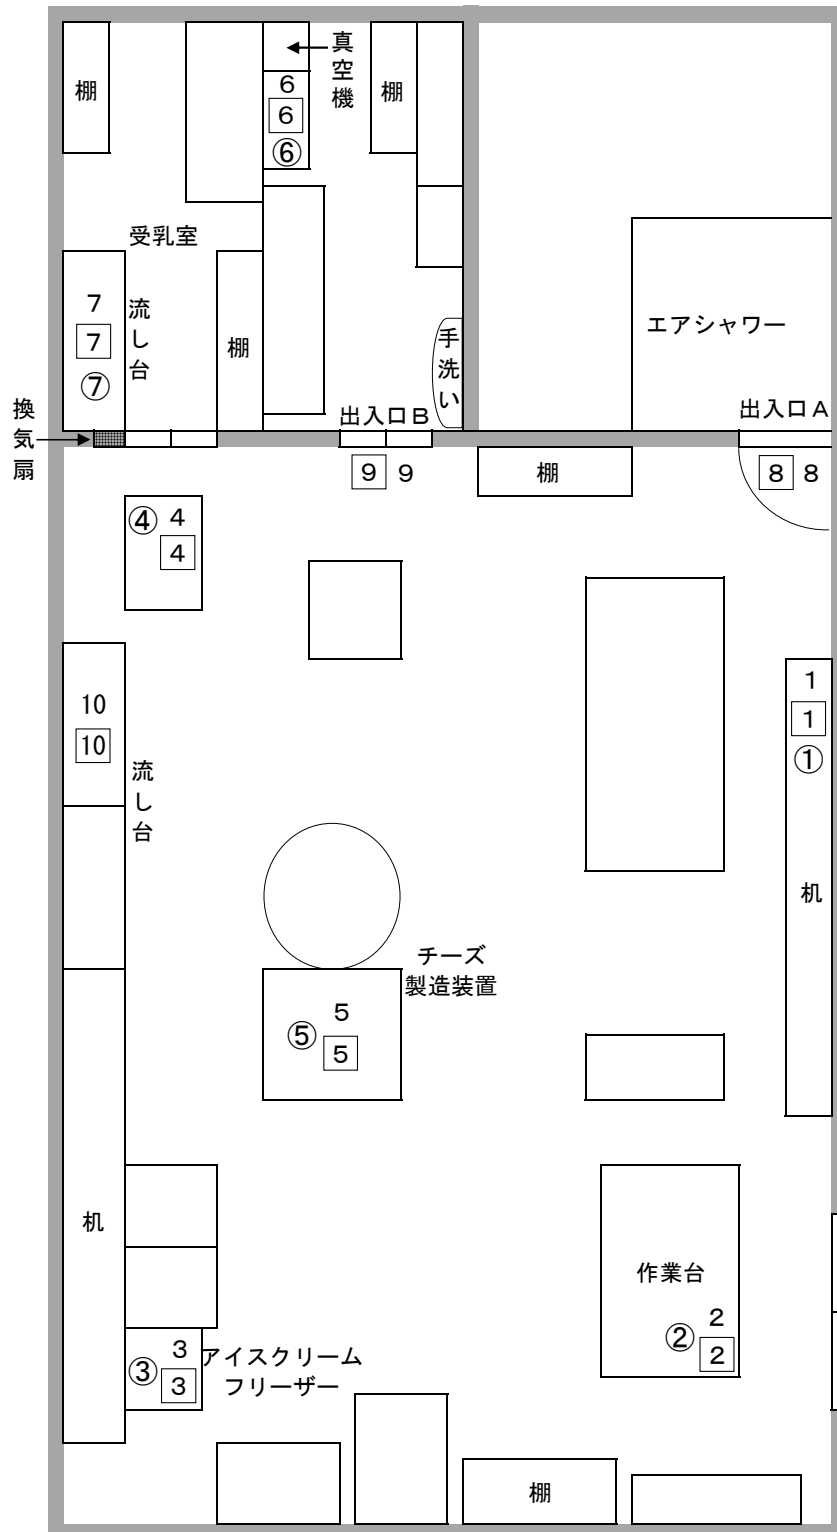 棚
真空機
6
6
⑥
棚
受乳室
流し台
7
7
⑦
棚
手洗い
エアシャワー
換気扇
出入口B
出入口A
9 9
棚
8 8
④ 4
4
10
10
流し台
1
1
①
机
チーズ
製造装置
⑤ 5
5
机
作業台
② 2
2
③ 3
3
アイスクリーム
フリーザー
棚